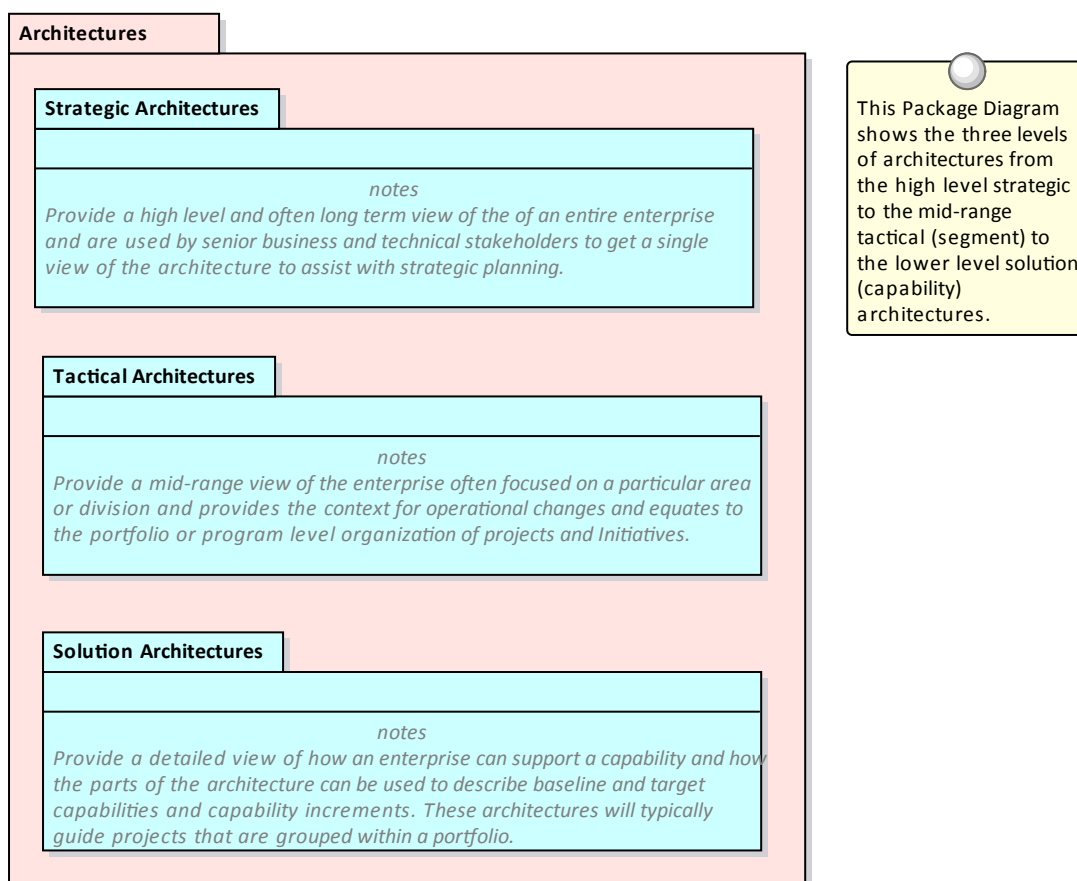 Architectures
Strategic Architectures
notes
Provide a high level and often long term view of the of an entire enterprise
and are used by senior business and technical stakeholders to get a single
view of the architecture to assist with strategic planning.
Tactical Architectures
notes
Provide a mid-range view of the enterprise often focused on a particular area
or division and provides the context for operational changes and equates to
the portfolio or program level organization of projects and Initiatives.
Solution Architectures
notes
Provide a detailed view of how an enterprise can support a capability and how
the parts of the architecture can be used to describe baseline and target
capabilities and capability increments. These architectures will typically
guide projects that are grouped within a portfolio.
This Package Diagram
shows the three levels
of architectures from
the high level strategic
to the mid-range
tactical (segment) to
the lower level solution
(capability)
architectures.